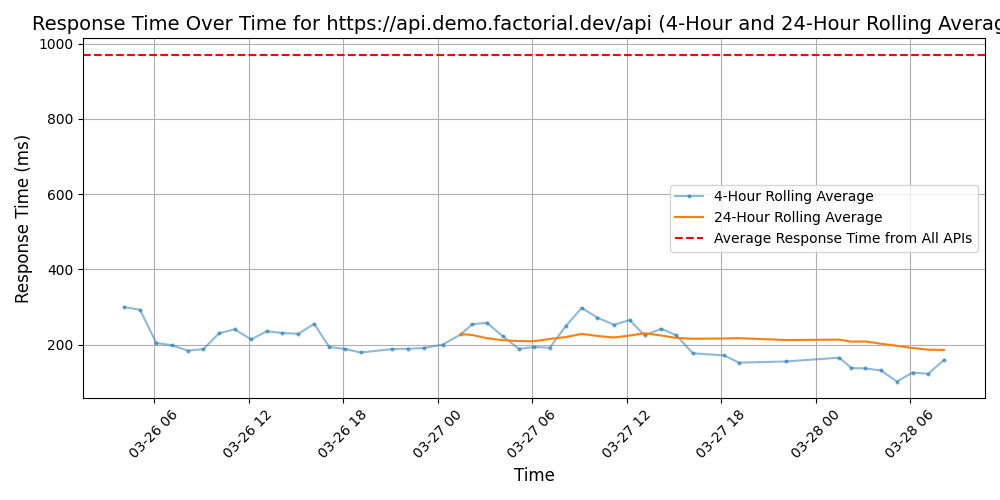 Response Time Over Time for https://api.demo.factorial.dev/api (4-Hour and 24-Hour Rolling Averag
1000
800
600
400
200
Response Time (ms)
4-Hour Rolling Average
24-Hour Rolling Average
Average Response Time from All APIs
03-26 06
03-26 12
03-26 18
03-27 00
03-27 06
03-27 12
03-27 18
03-28 00
03-28 06
Time